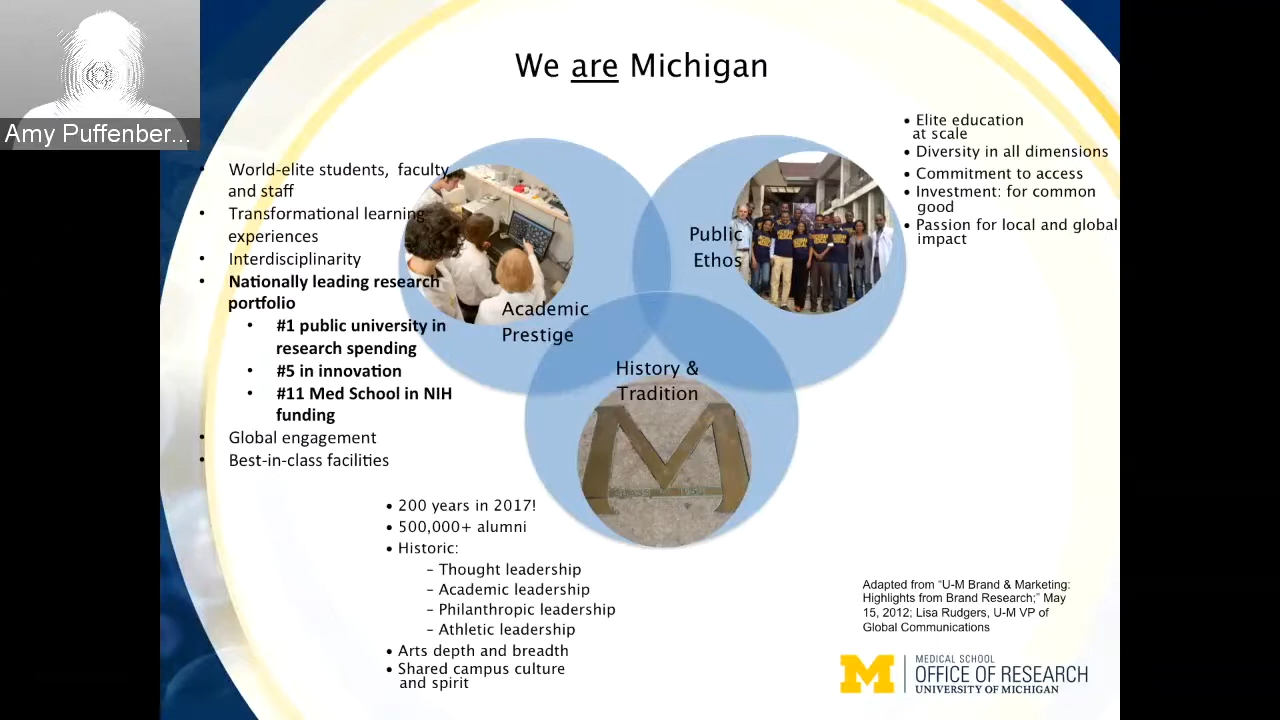 Amy Puffenber...
We are Michigan
• World-elite students, faculty
and staff
• Transformational learning
experiences
• Interdisciplinarity
• Nationally leading research
portfolio
• #1 public university in
research spending
• #5 in innovation
• #11 Med School in NIH
funding
• Global engagement
• Best-in-class facilities
Academic
Prestige
Public
Ethos
• Elite education
at scale
• Diversity in all dimensions
• Commitment to access
• Investment: for common
good
• Passion for local and global
impact
History &
Tradition
• 200 years in 2017!
• 500,000+ alumni
• Historic:
– Thought leadership
– Academic leadership
– Philanthropic leadership
– Athletic leadership
• Arts depth and breadth
• Shared campus culture
and spirit
Adapted from “U-M Brand & Marketing:
Highlights from Brand Research;” May
15, 2012; Lisa Rudgers, U-M VP of
Global Communications
M
MEDICAL SCHOOL
OFFICE OF RESEARCH
UNIVERSITY OF MICHIGAN